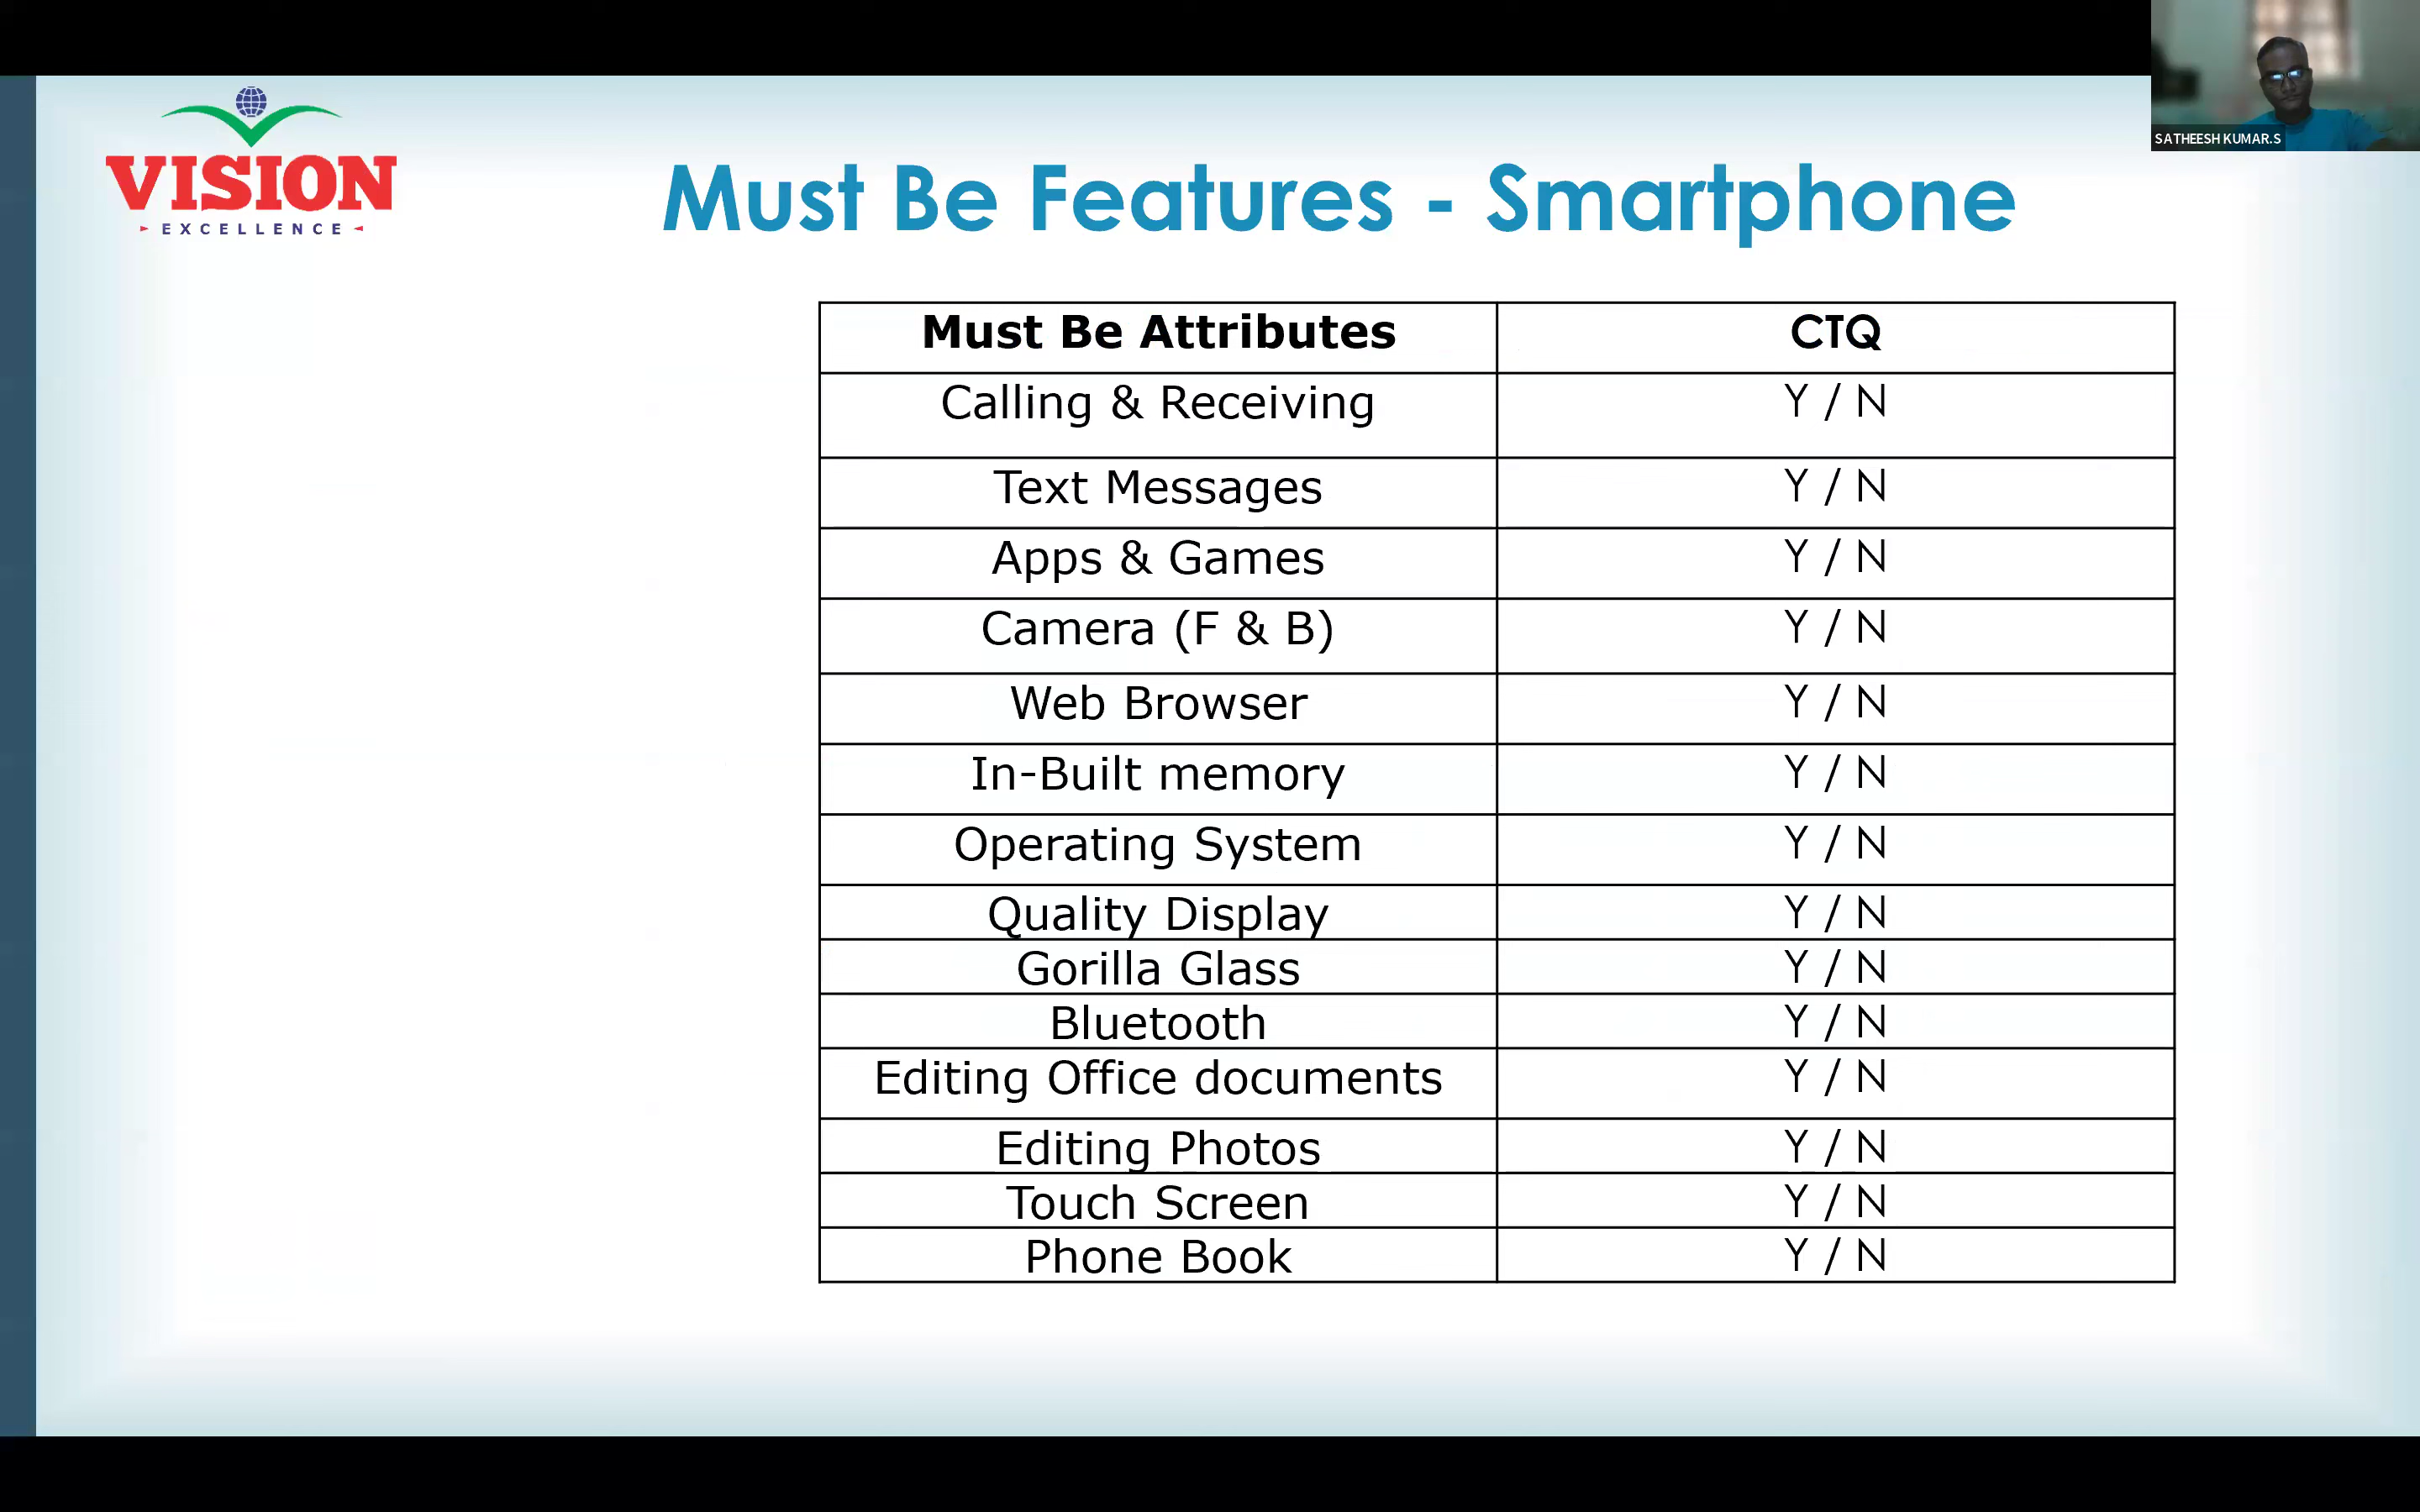 SATHEESH KUMAR.S
VISION
EXCELLENCE
Must Be Features - Smartphone
Must Be Attributes CTQ
Calling & Receiving Y / N
Text Messages Y / N
Apps & Games Y / N
Camera (F & B) Y / N
Web Browser Y / N
In-Built memory Y / N
Operating System Y / N
Quality Display Y / N
Gorilla Glass Y / N
Bluetooth Y / N
Editing Office documents Y / N
Editing Photos Y / N
Touch Screen Y / N
Phone Book Y / N